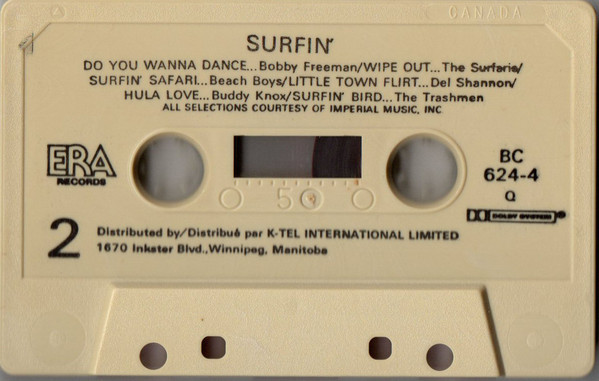 CANADA
SURFIN'
DO YOU WANNA DANCE...Bobby Freeman/WIPE OUT...The Surfaris/
SURFIN' SAFARI...Beach Boys/LITTLE TOWN FLIRT...Del Shannon/
HULA LOVE...Buddy Knox/SURFIN' BIRD...The Trashmen
ALL SELECTIONS COURTESY OF IMPERIAL MUSIC, INC
ERA
RECORDS
BC
624-4
Q
DOLBY SYSTEM
50
2
Distributed by/Distribué par K-TEL INTERNATIONAL LIMITED
1670 Inkster Blvd.,Winnipeg, Manitoba